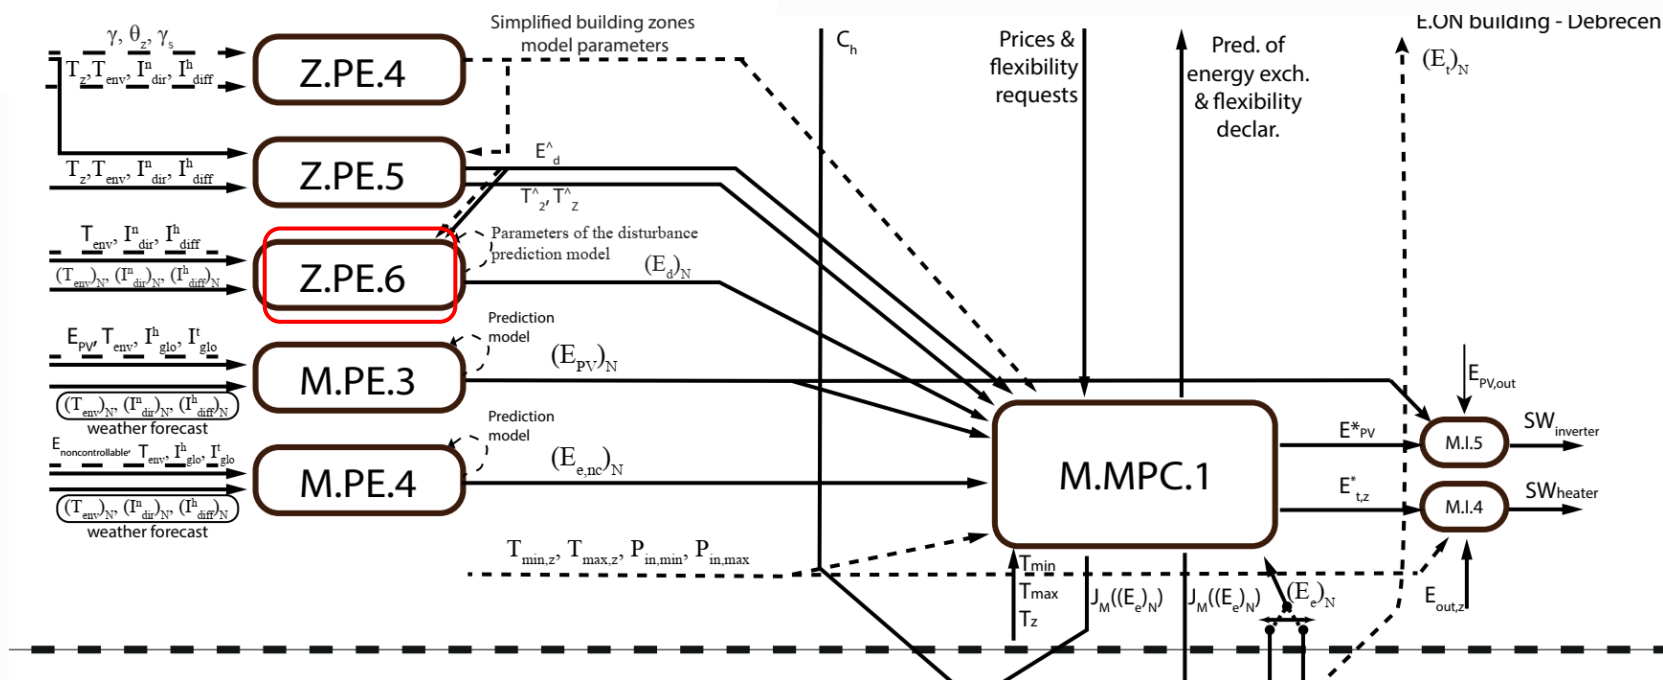 Simplified building zones
model parameters
E.ON building - Debrecen
γ, θz, γs
Tz, Tenv, Indir, Ihdiff
Z.PE.4
Ch
Prices &
flexibility
requests
Pred. of
energy exch.
& flexibility
declar.
(Et)N
Tz, Tenv, Indir, Ihdiff
Z.PE.5
E^d
T^2, T^Z
Tenv, Indir, Ihdiff
(Tenv)N, (Indir)N, (Ihdiff)N
Z.PE.6
Parameters of the disturbance
prediction model
(Ed)N
EPV, Tenv, Ihglo, Itglo
(Tenv)N, (Indir)N, (Ihdiff)N
weather forecast
M.PE.3
Prediction
model
(EPV)N
Enoncontrollable, Tenv, Ihglo, Itglo
(Tenv)N, (Indir)N, (Ihdiff)N
weather forecast
M.PE.4
Prediction
model
(Ee,nc)N
M.MPC.1
EPV,out
E*PV
M.I.5
SWinverter
E*t,z
M.I.4
SWheater
Tmin,z, Tmax,z, Pin,min, Pin,max
Tmin
Tmax
Tz
JM((Ee)N)
JM((Ee)N)
(Ee)N
Eout,z